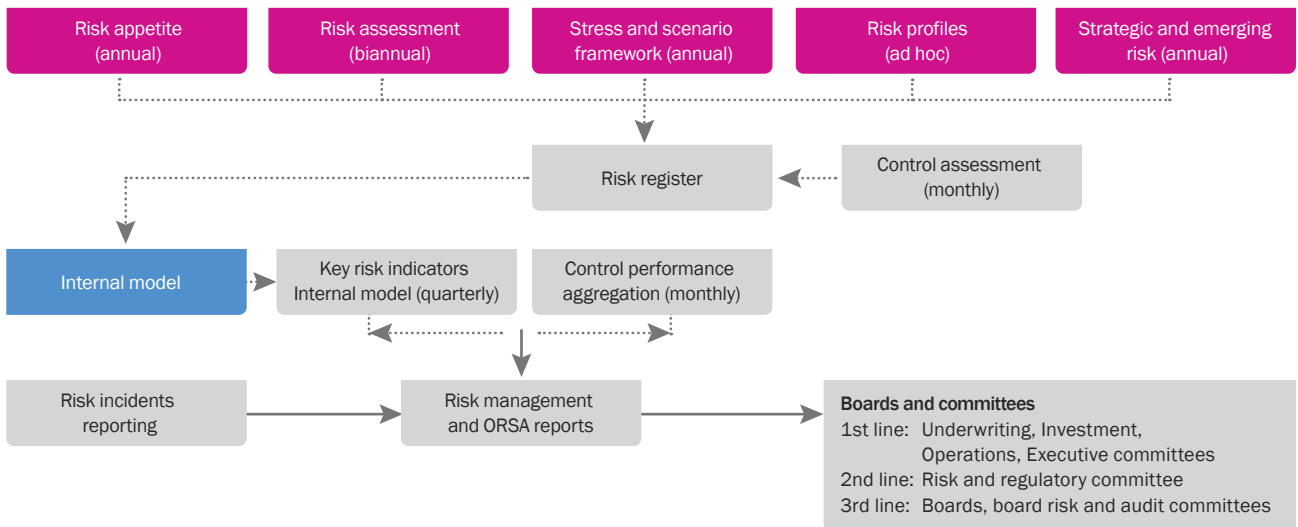 Risk appetite
(annual)
Risk assessment
(biannual)
Stress and scenario
framework (annual)
Risk profiles
(ad hoc)
Strategic and emerging
risk (annual)
Risk register
Control assessment
(monthly)
Internal model
Key risk indicators
Internal model (quarterly)
Control performance
aggregation (monthly)
Risk incidents
reporting
Risk management
and ORSA reports
Boards and committees
1st line: Underwriting, Investment,
Operations, Executive committees
2nd line: Risk and regulatory committee
3rd line: Boards, board risk and audit committees